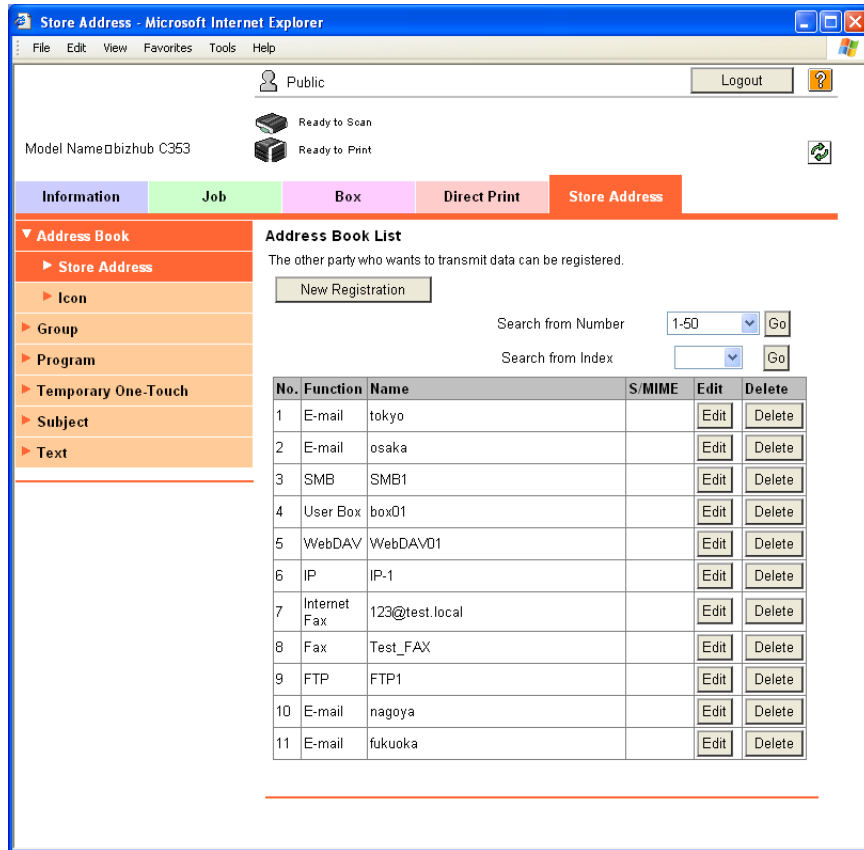 Store Address - Microsoft Internet Explorer
File Edit View Favorites Tools Help
Public Logout ?
Ready to Scan
Model Name□bizhub C353 Ready to Print
Information Job Box Direct Print Store Address
Address Book
Store Address
Icon
Group
Program
Temporary One-Touch
Subject
Text
Address Book List
The other party who wants to transmit data can be registered.
New Registration
Search from Number 1-50 Go
Search from Index Go
No. Function Name S/MIME Edit Delete
1 E-mail tokyo Edit Delete
2 E-mail osaka Edit Delete
3 SMB SMB1 Edit Delete
4 User Box box01 Edit Delete
5 WebDAV WebDAV01 Edit Delete
6 IP IP-1 Edit Delete
7 Internet Fax 123@test.local Edit Delete
8 Fax Test_FAX Edit Delete
9 FTP FTP1 Edit Delete
10 E-mail nagoya Edit Delete
11 E-mail fukuoka Edit Delete